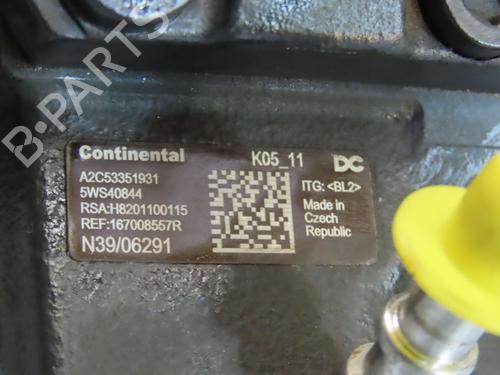 B-PARTS
Continental K05_11 DC
A2C53351931
5WS40844
RSA:H8201100115
REF:167008557R
N39/06291
ITG: <BL2>
Made in
Czech
Republic